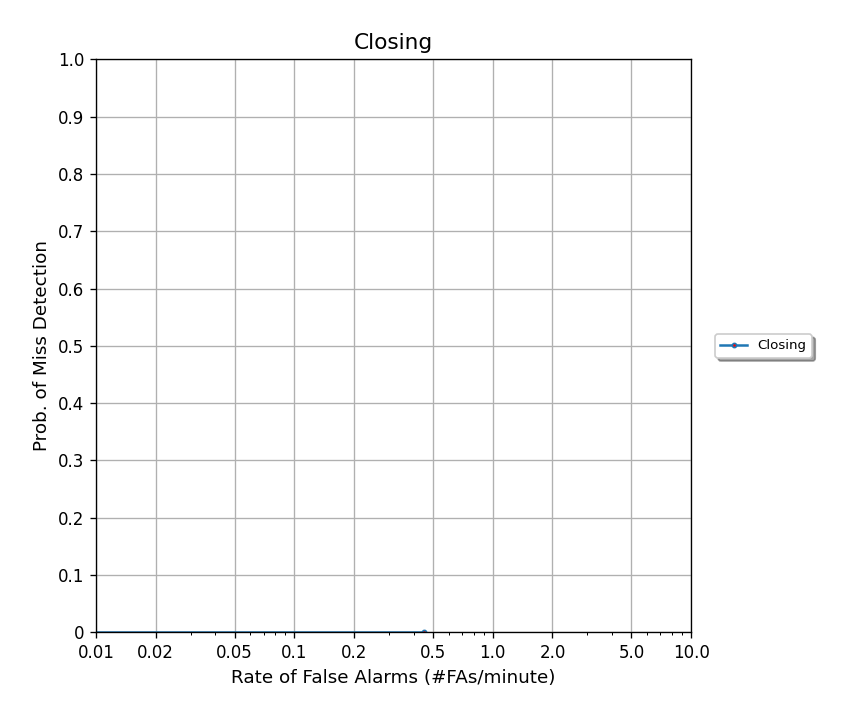 Closing
1.0
0.9
0.8
0.7
0.6
0.5
0.4
0.3
0.2
0.1
0
Prob. of Miss Detection
0.01 0.02 0.05 0.1 0.2 0.5 1.0 2.0 5.0 10.0
Rate of False Alarms (#FAs/minute)
Closing